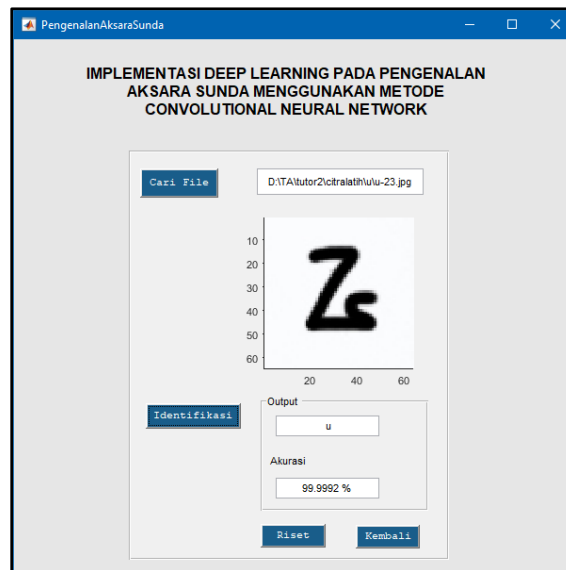 PengenalanAksaraSunda
IMPLEMENTASI DEEP LEARNING PADA PENGENALAN
AKSARA SUNDA MENGGUNAKAN METODE
CONVOLUTIONAL NEURAL NETWORK
Cari File
D:\TA\tutor2\citralatih\u\u-23.jpg
10
20
30
40
50
60
20 40 60
Identifikasi
Output
u
Akurasi
99.9992 %
Riset Kembali